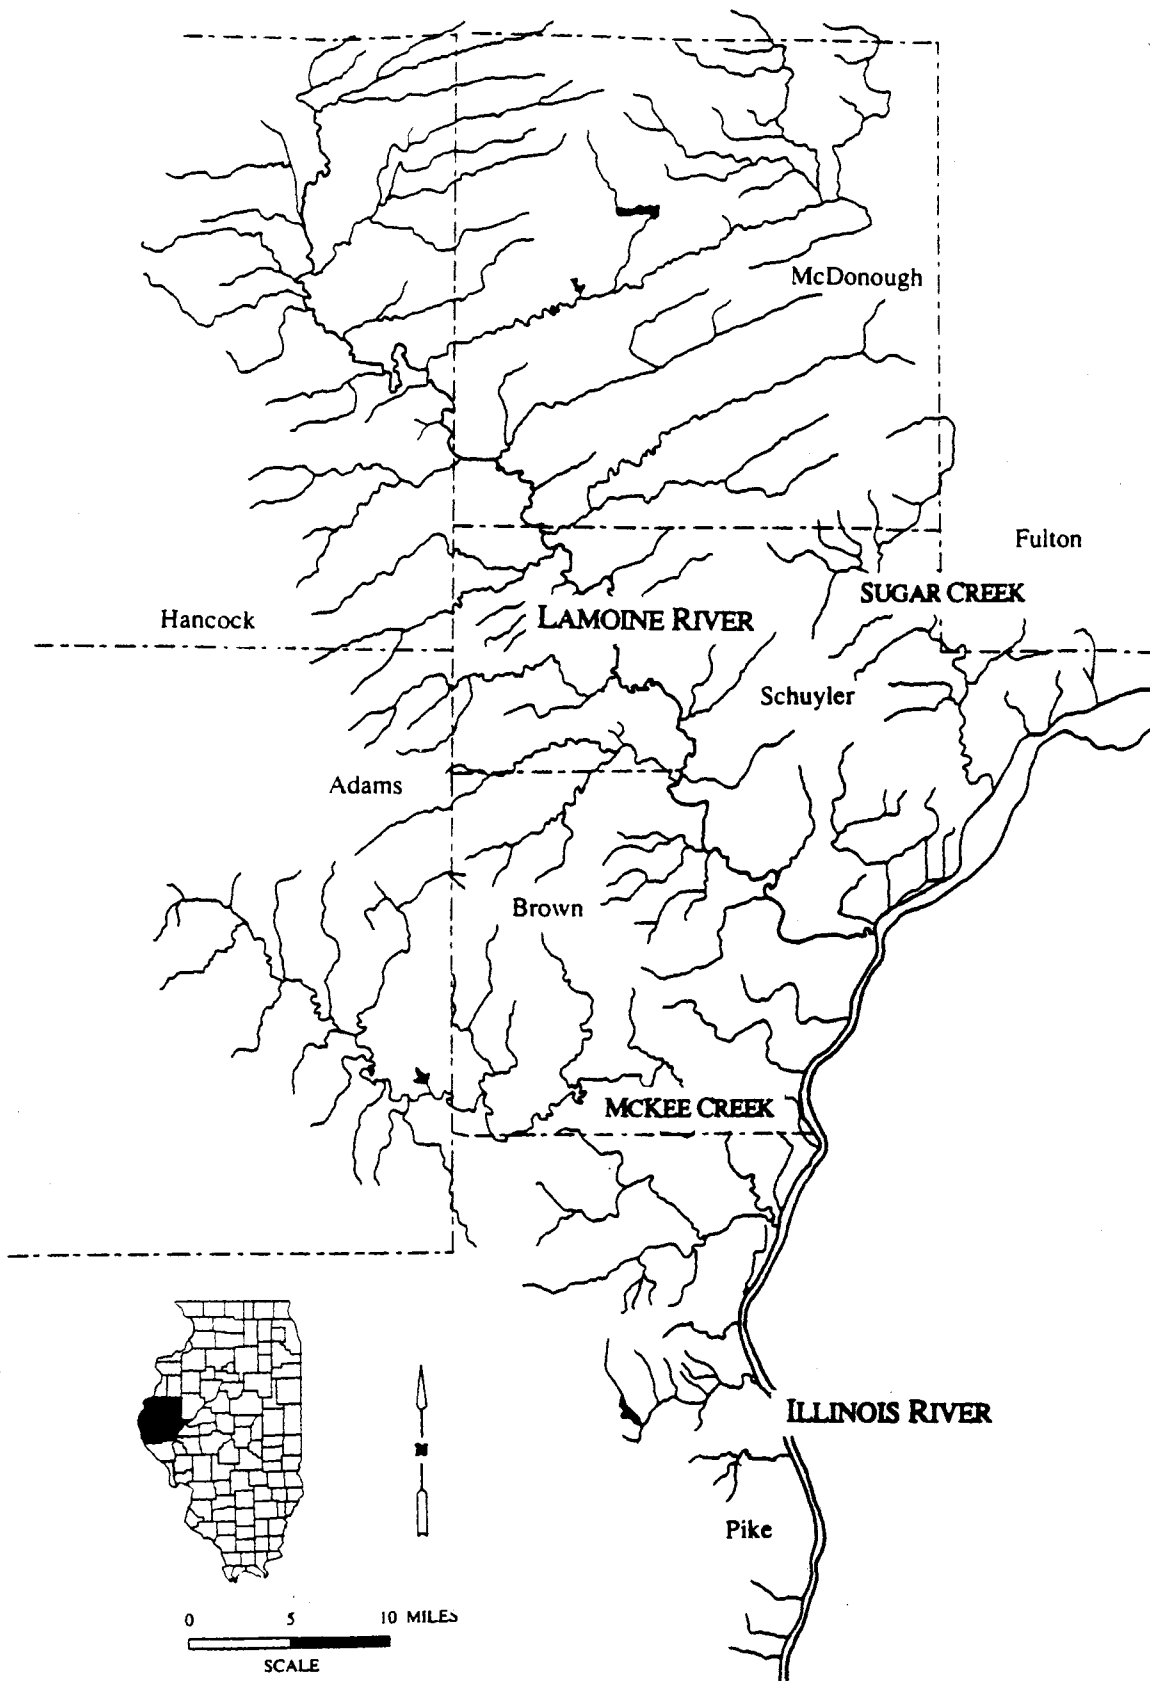 McDonough
Fulton
SUGAR CREEK
Hancock
LAMOINE RIVER
Schuyler
Adams
Brown
MCKEE CREEK
ILLINOIS RIVER
Pike
0 5 10 MILES
SCALE